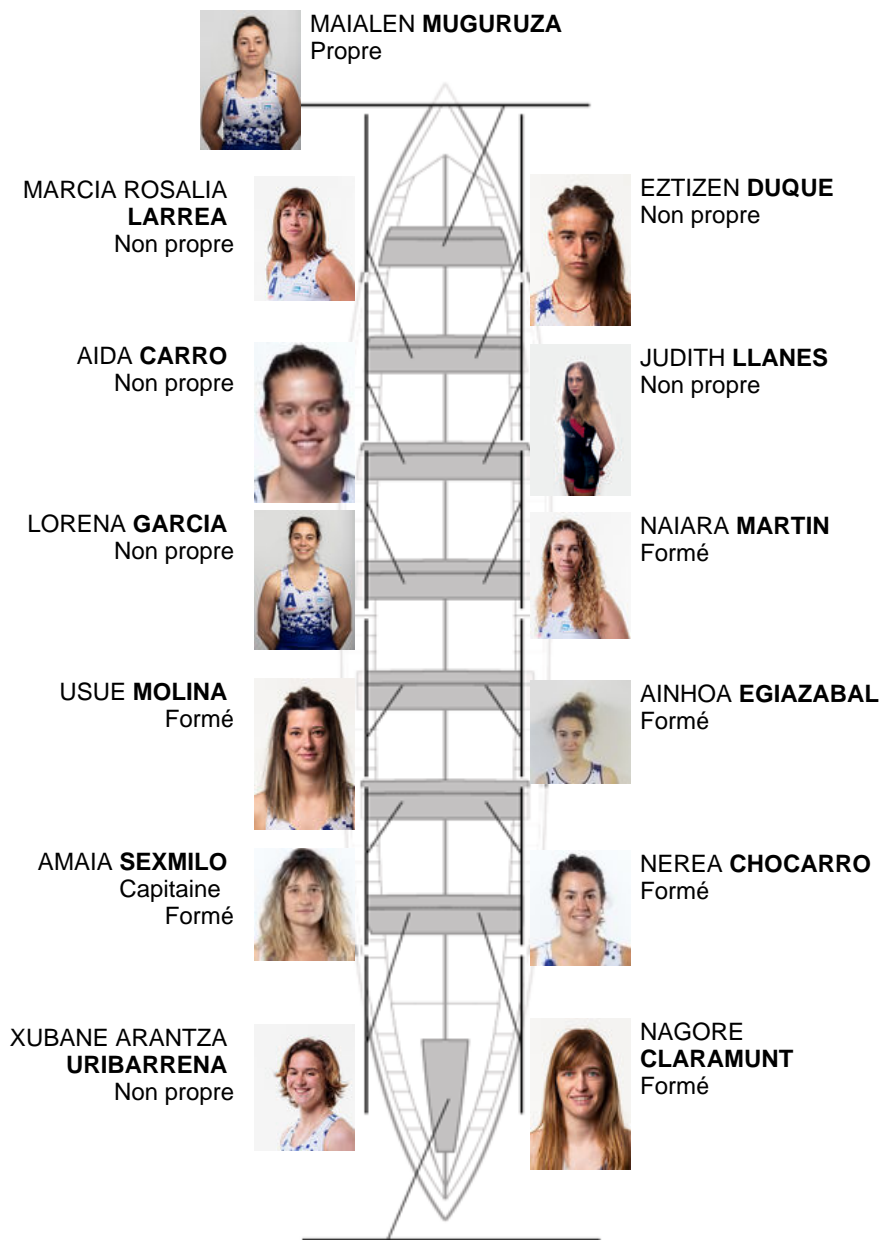 MAIALEN MUGURUZA
Propre
MARCIA ROSALIA
LARREA
Non propre
EZTIZEN DUQUE
Non propre
AIDA CARRO
Non propre
JUDITH LLANES
Non propre
LORENA GARCIA
Non propre
NAIARA MARTIN
Formé
USUE MOLINA
Formé
AINHOA EGIAZABAL
Formé
AMAIA SEXMILO
Capitaine
Formé
NEREA CHOCARRO
Formé
XUBANE ARANTZA
URIBARRENA
Non propre
NAGORE
CLARAMUNT
Formé